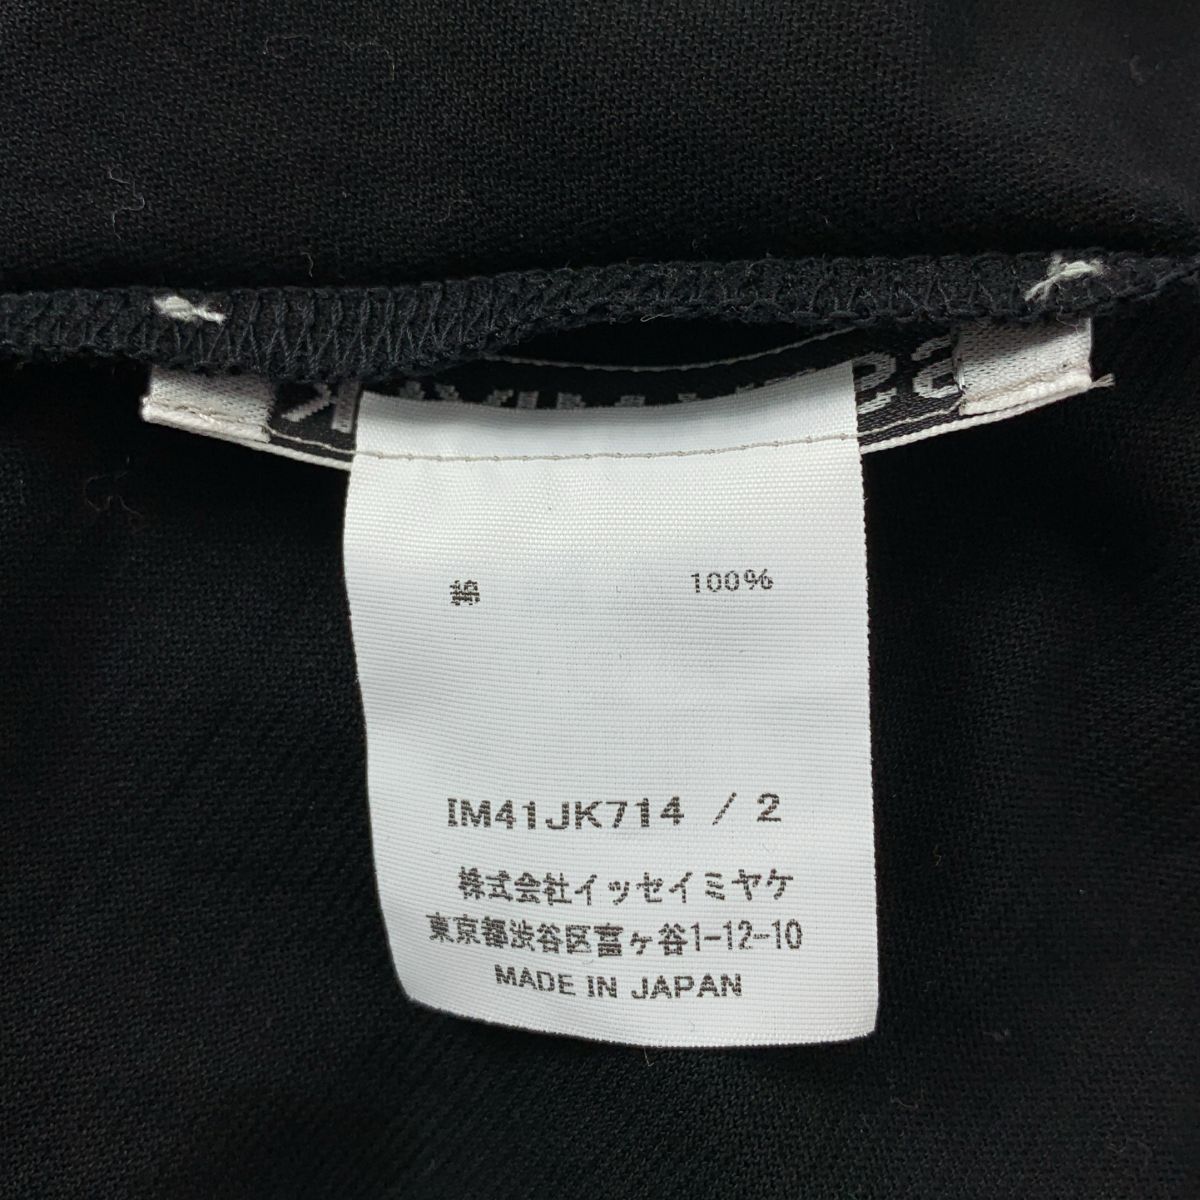 綿 100%
IM41JK714 / 2
株式会社イッセイミヤケ
東京都渋谷区富ヶ谷1-12-10
MADE IN JAPAN